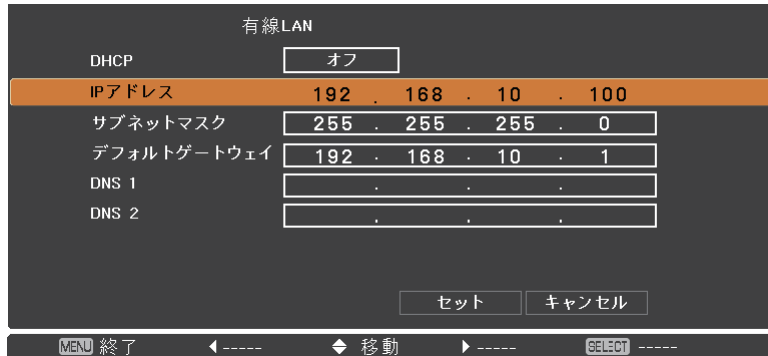 有線LAN
DHCP オフ
IPアドレス 192 . 168 . 10 . 100
サブネットマスク 255 . 255 . 255 . 0
デフォルトゲートウェイ 192 . 168 . 10 . 1
DNS 1 . . .
DNS 2 . . .
セット キャンセル
MENU 終了 ◀ ----- ◆ 移動 ▶ ----- SELECT -----